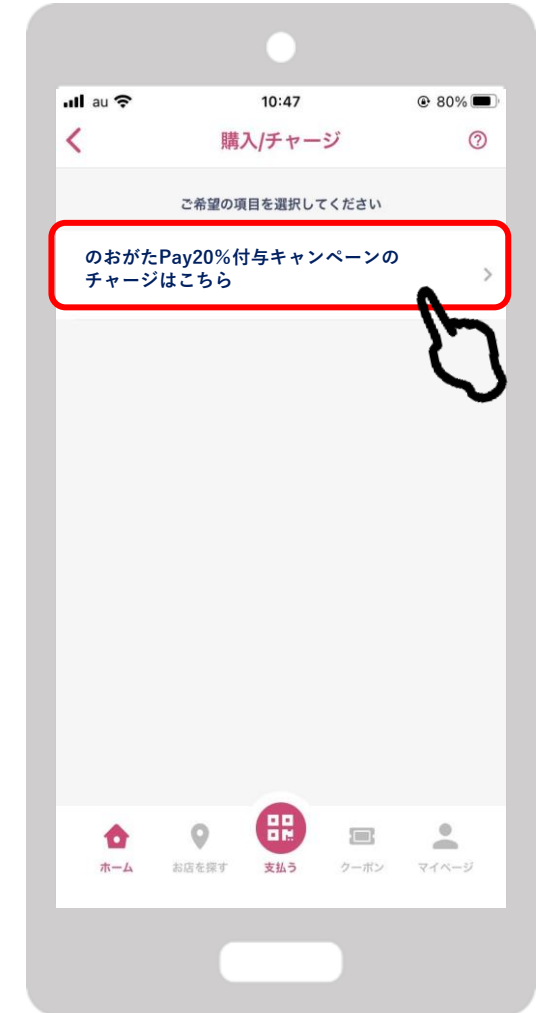 au 10:47 80%
購入/チャージ
ご希望の項目を選択してください
のおがたPay20%付与キャンペーンの
チャージはこちら
ホーム お店を探す 支払う クーポン マイページ